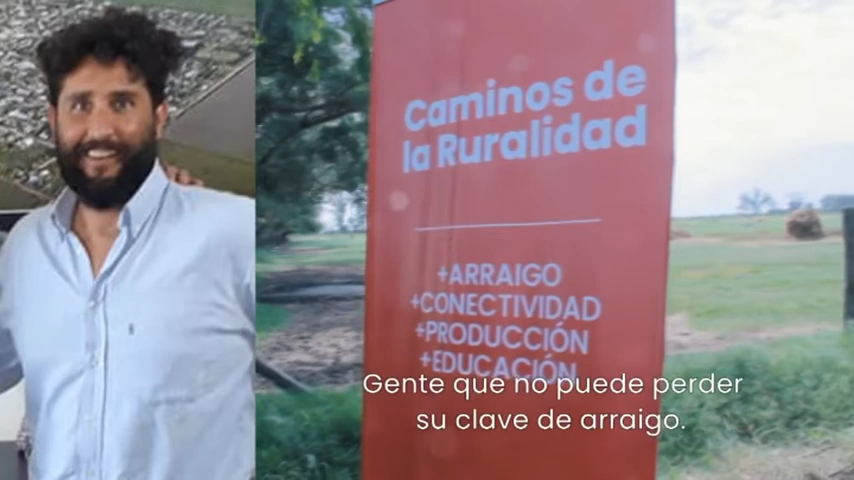 Caminos de
la Ruralidad
+ARRAIGO
+CONECTIVIDAD
+PRODUCCIÓN
+EDUCACIÓN
Gente que no puede perder
su clave de arraigo.